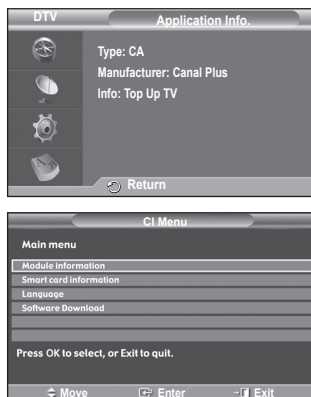 DTV
Application Info.
Type: CA
Manufacturer: Canal Plus
Info: Top Up TV
Return
CI Menu
Main menu
Module information
Smart card information
Language
Software Download
Press OK to select, or Exit to quit.
Move Enter Exit